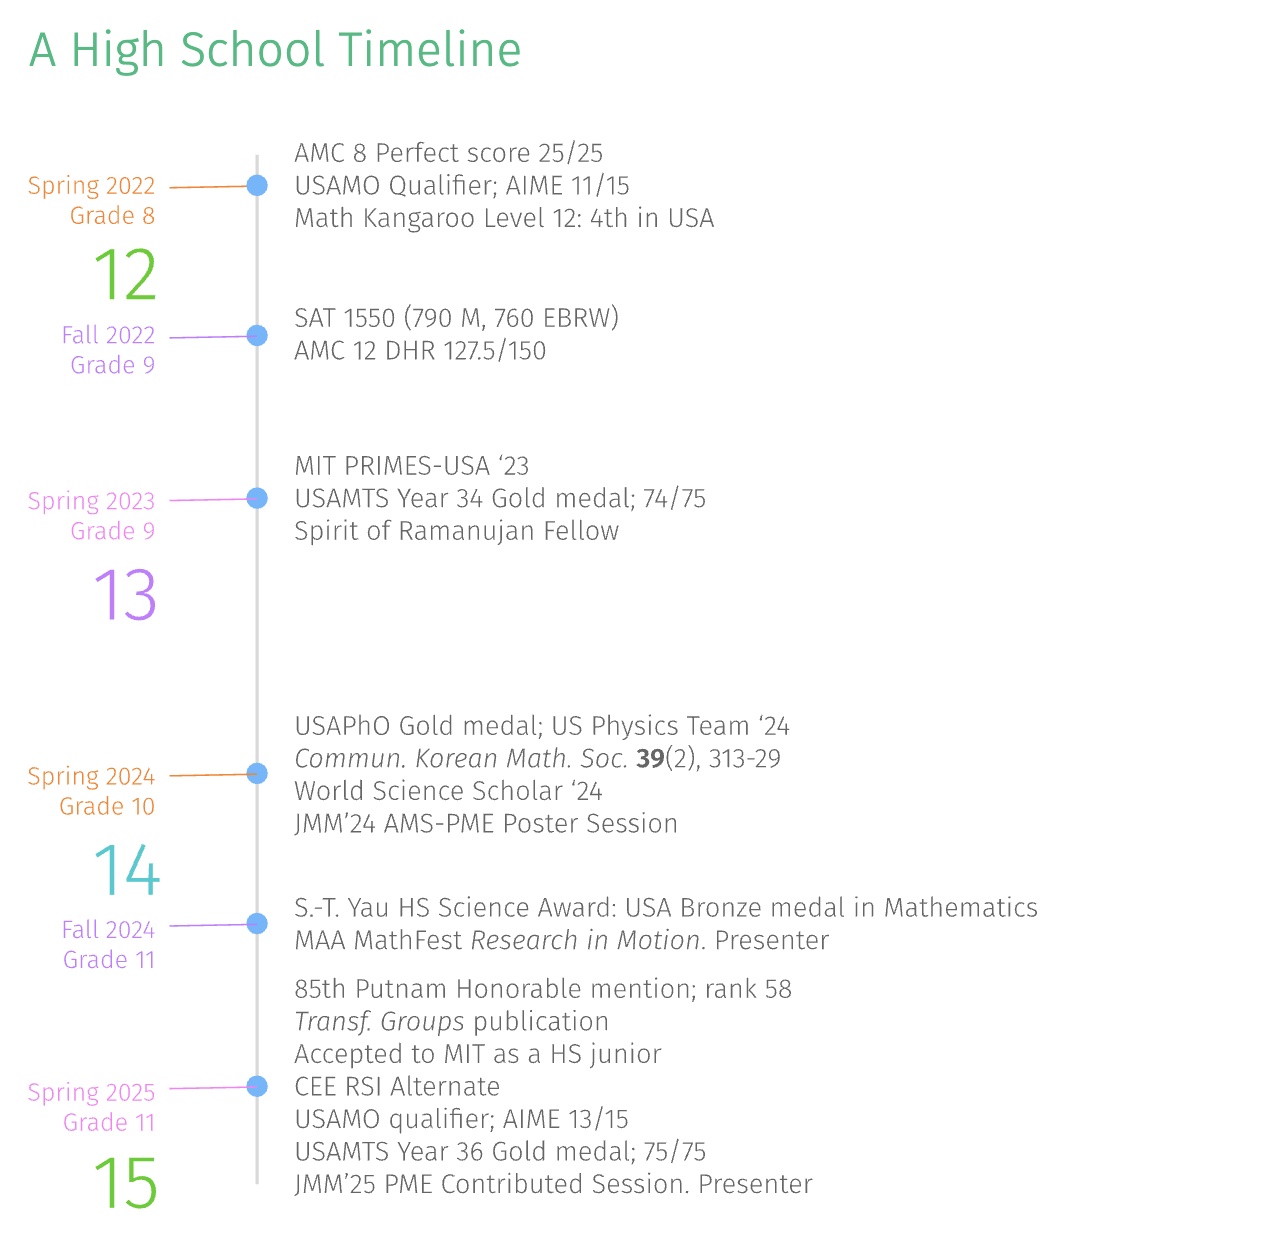 A High School Timeline
AMC 8 Perfect score 25/25
Spring 2022
USAMO Qualifier; AIME 11/15
Grade 8
Math Kangaroo Level 12: 4th in USA
12
Fall 2022
SAT 1550 (790 M, 760 EBRW)
Grade 9
AMC 12 DHR 127.5/150
MIT PRIMES-USA ‘23
Spring 2023
USAMTS Year 34 Gold medal; 74/75
Grade 9
Spirit of Ramanujan Fellow
13
USAPhO Gold medal; US Physics Team ‘24
Commun. Korean Math. Soc. 39(2), 313-29
Spring 2024
World Science Scholar ‘24
Grade 10
JMM’24 AMS-PME Poster Session
14
S.-T. Yau HS Science Award: USA Bronze medal in Mathematics
Fall 2024
MAA MathFest Research in Motion. Presenter
Grade 11
85th Putnam Honorable mention; rank 58
Transf. Groups publication
Accepted to MIT as a HS junior
Spring 2025
CEE RSI Alternate
Grade 11
USAMO qualifier; AIME 13/15
USAMTS Year 36 Gold medal; 75/75
15
JMM’25 PME Contributed Session. Presenter